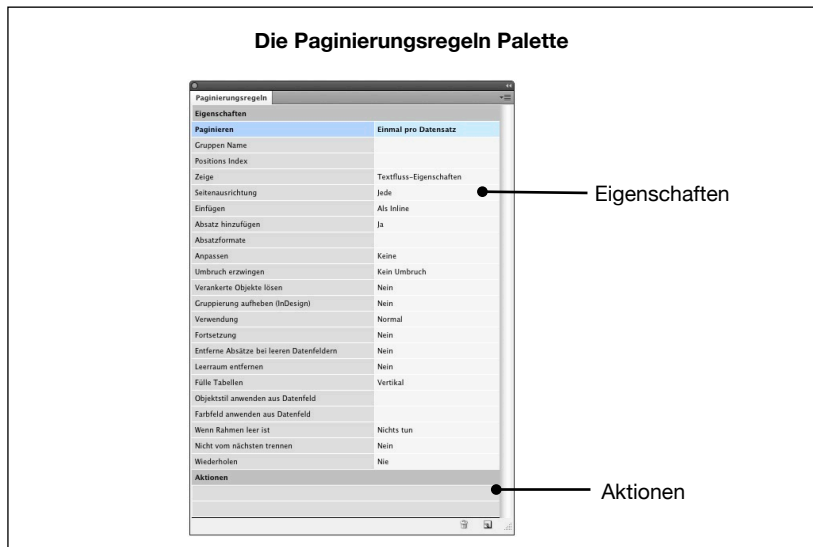 Die Paginierungsregeln Palette
Paginierungsregeln
Eigenschaften
Paginieren Einmal pro Datensatz
Gruppen Name
Positions Index
Zeige Textfluss-Eigenschaften
Seitenausrichtung Jede
Eigenschaften
Einfügen Als Inline
Absatz hinzufügen Ja
Absatzformate
Anpassen Keine
Umbruch erzwingen Kein Umbruch
Verankerte Objekte lösen Nein
Gruppierung aufheben (InDesign) Nein
Verwendung Normal
Fortsetzung Nein
Entferne Absätze bei leeren Datenfeldern Nein
Leerraum entfernen Nein
Fülle Tabellen Vertikal
Objektstil anwenden aus Datenfeld
Farbfeld anwenden aus Datenfeld
Wenn Rahmen leer ist Nichts tun
Nicht vom nächsten trennen Nein
Wiederholen Nie
Aktionen
Aktionen